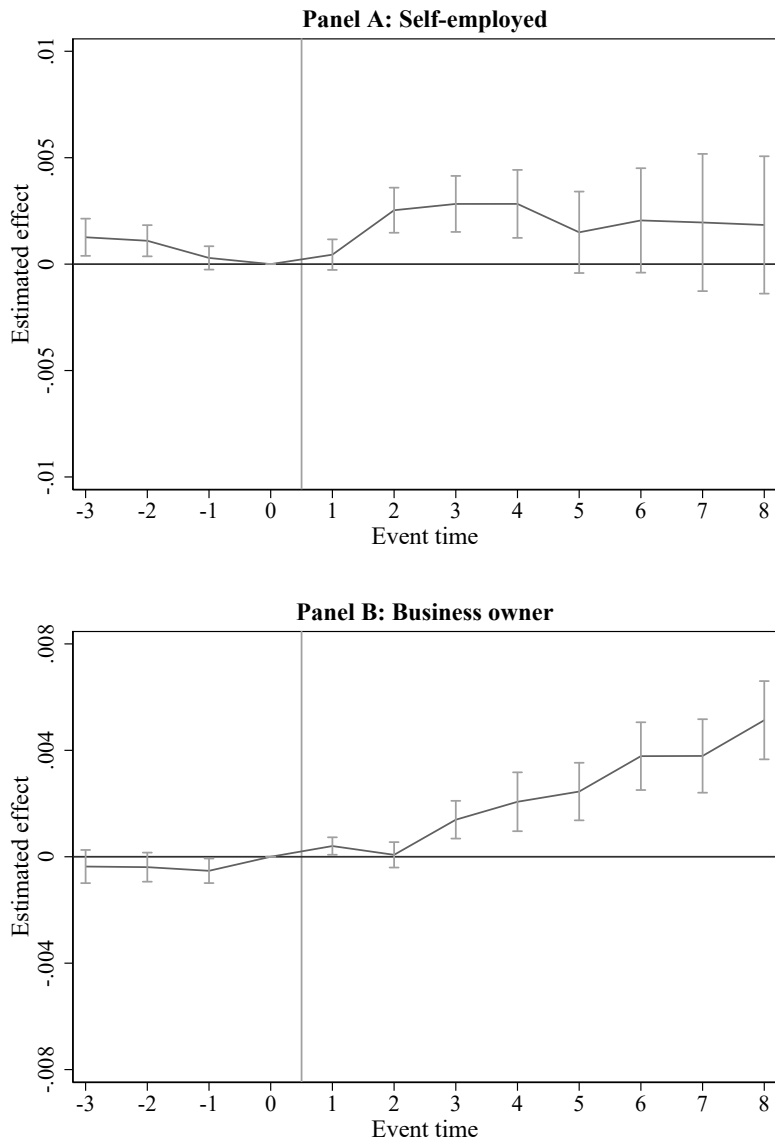 Panel A: Self-employed
Estimated effect
.01
.005
0
-.005
-.01
-3 -2 -1 0 1 2 3 4 5 6 7 8
Event time
Panel B: Business owner
Estimated effect
.008
.004
0
-.004
-.008
-3 -2 -1 0 1 2 3 4 5 6 7 8
Event time